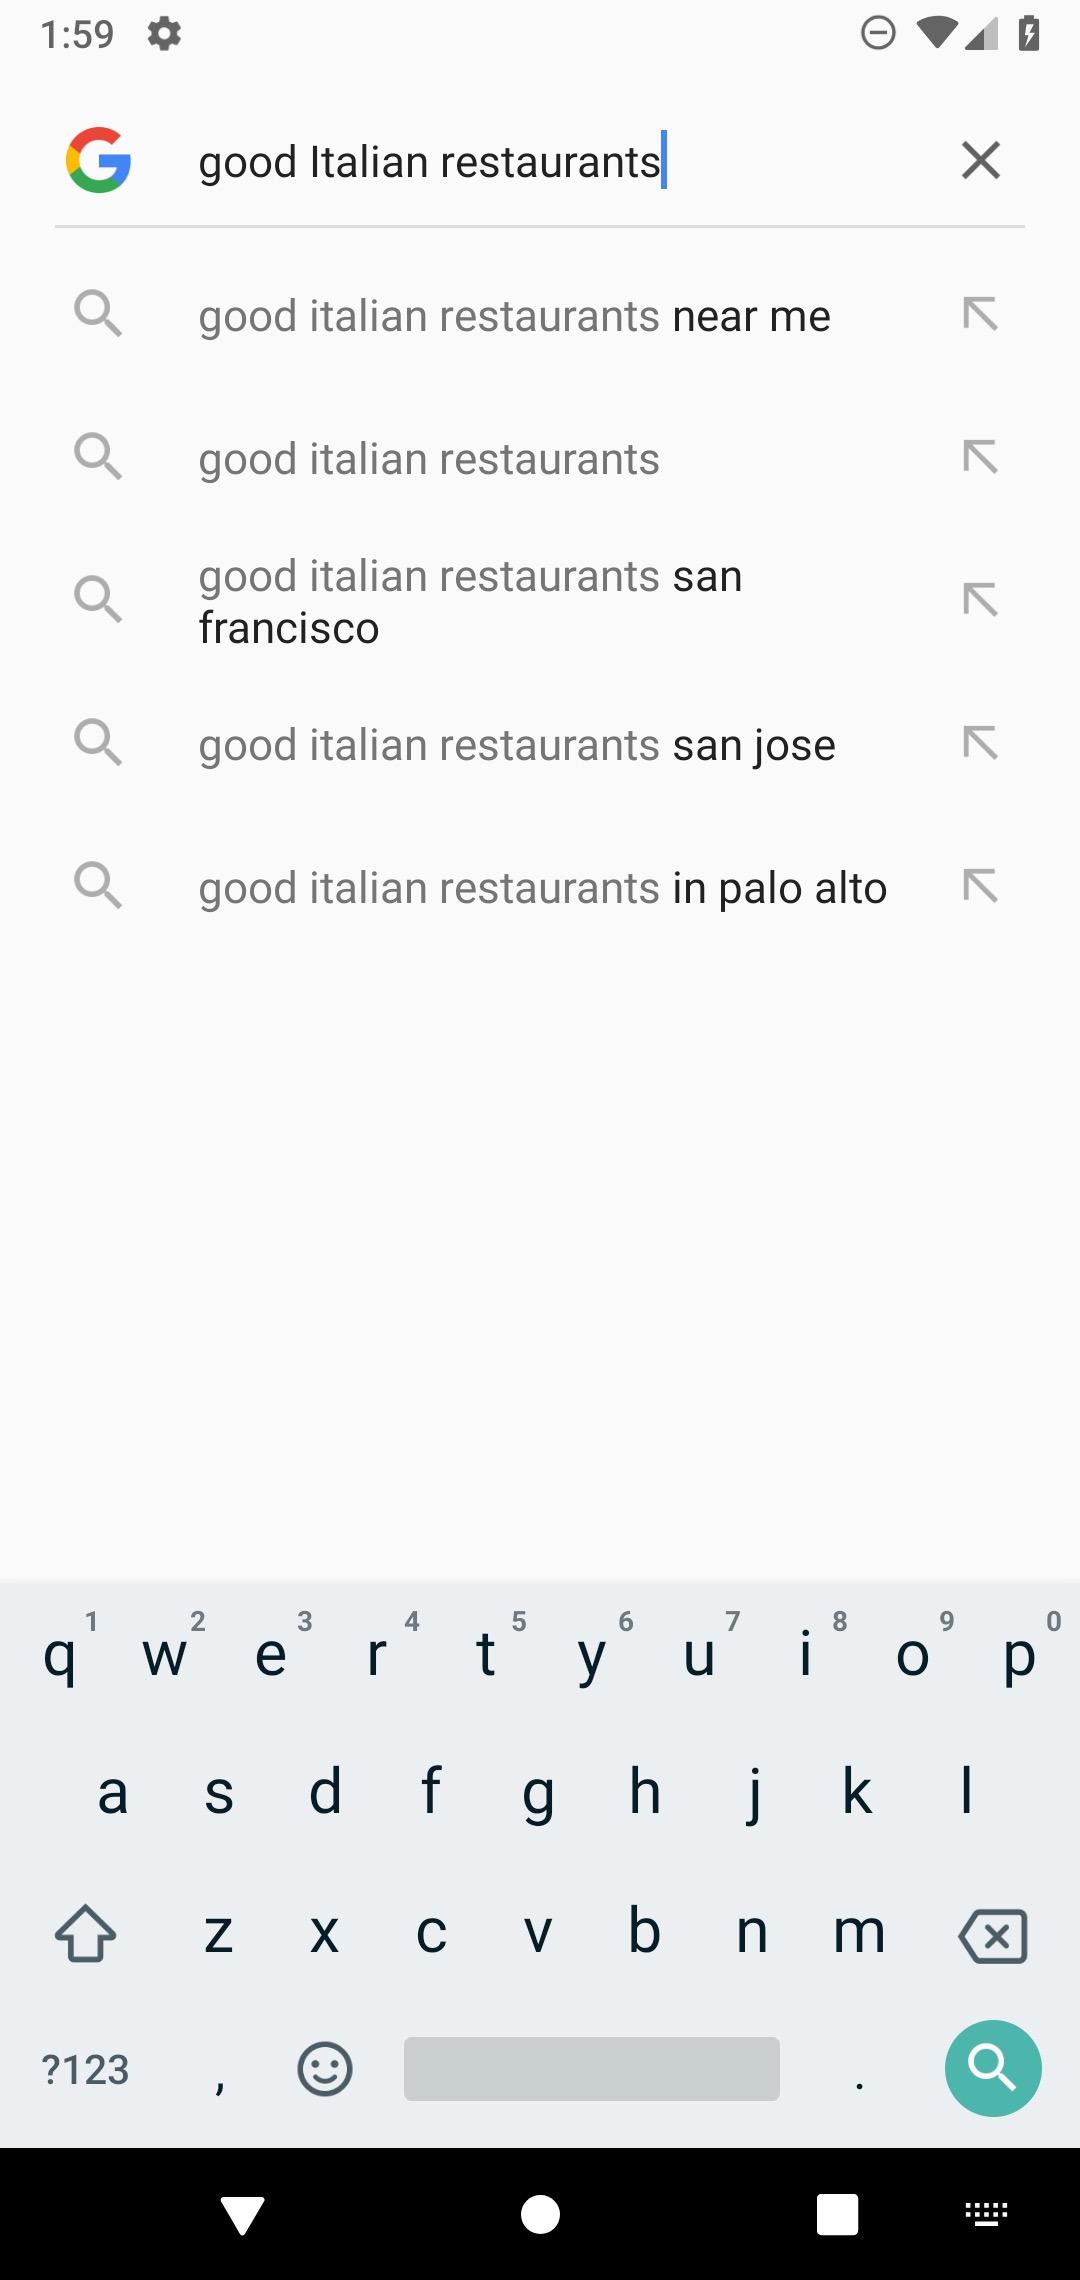 1:59
good Italian restaurants
good italian restaurants near me
good italian restaurants
good italian restaurants san
francisco
good italian restaurants san jose
good italian restaurants in palo alto
1 2 3 4 5 6 7 8 9 0
q w e r t y u i o p
a s d f g h j k l
z x c v b n m
?123 , .